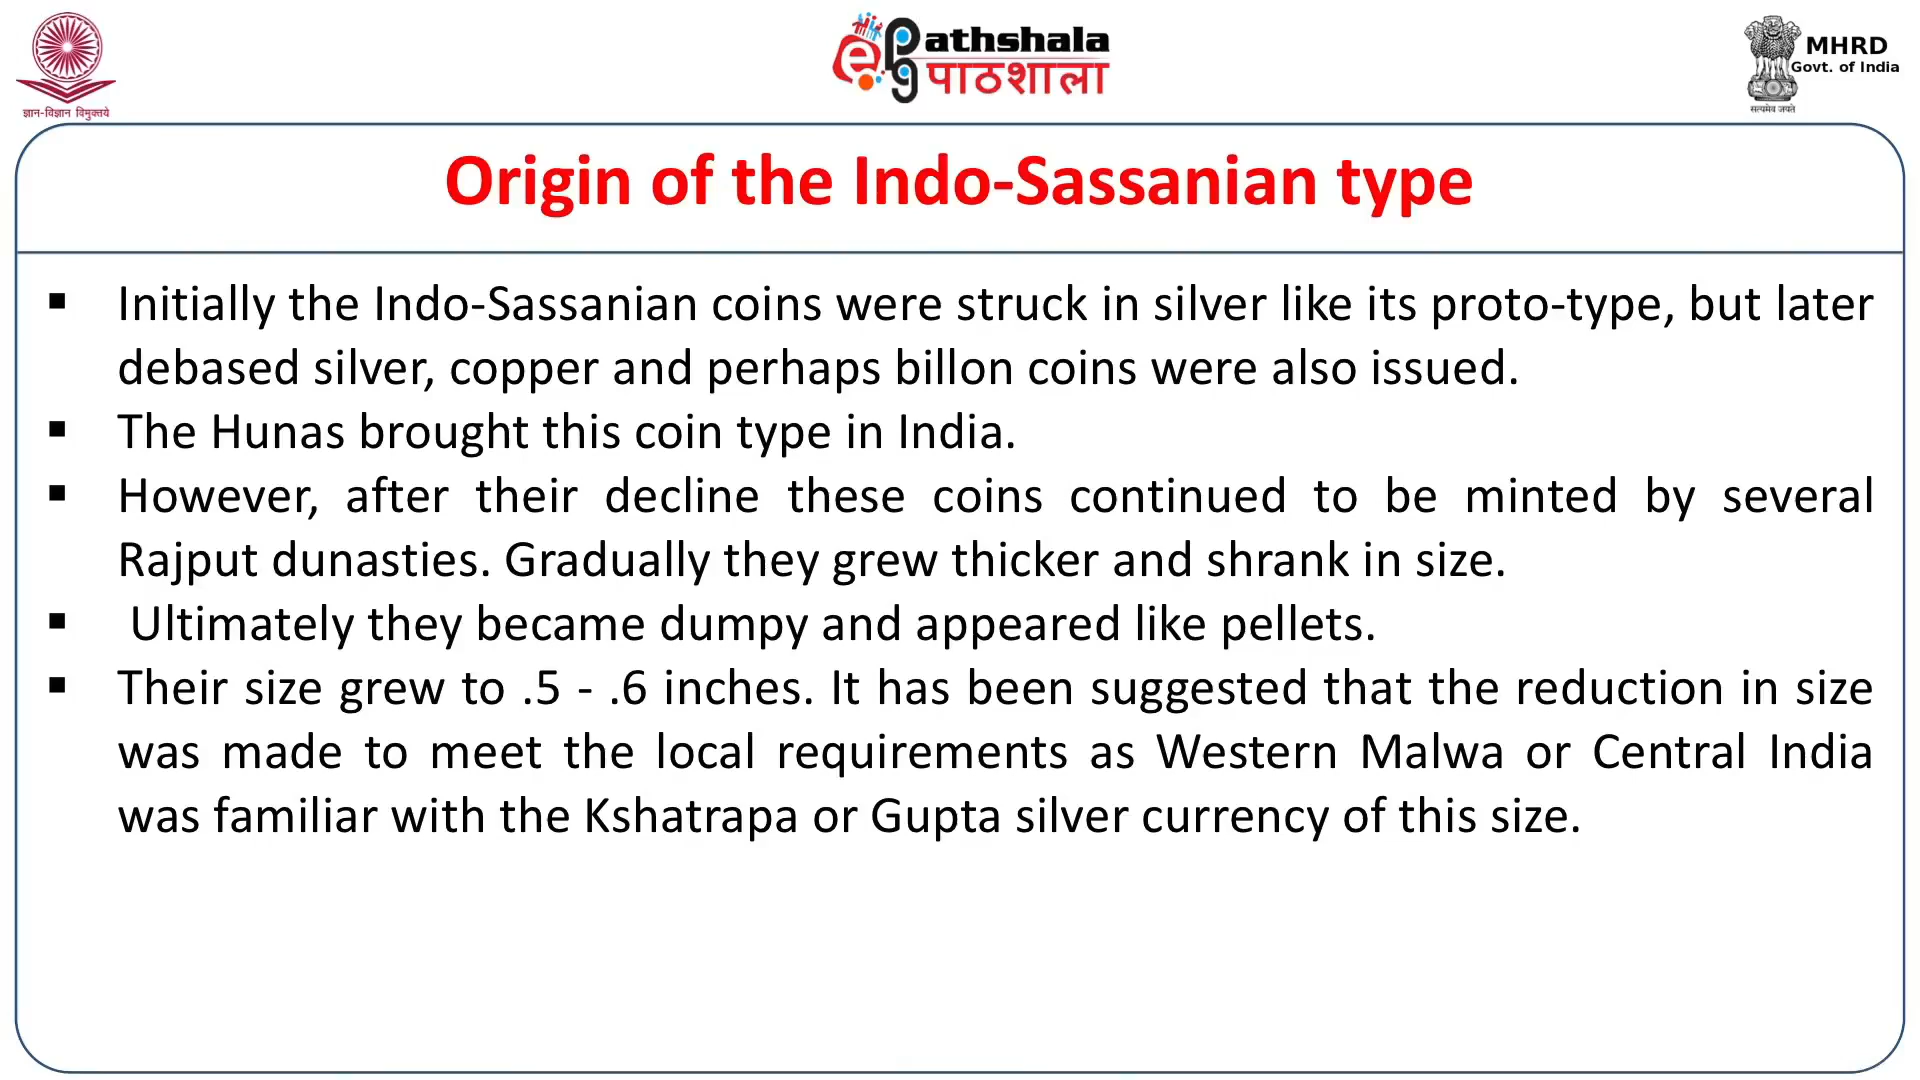 ज्ञान-विज्ञान विमुक्तये
ePG Pathshala
पाठशाला
MHRD
Govt. of India
सत्यमेव जयते
Origin of the Indo-Sassanian type
▪ Initially the Indo-Sassanian coins were struck in silver like its proto-type, but later
debased silver, copper and perhaps billon coins were also issued.
▪ The Hunas brought this coin type in India.
▪ However, after their decline these coins continued to be minted by several
Rajput dunasties. Gradually they grew thicker and shrank in size.
▪ Ultimately they became dumpy and appeared like pellets.
▪ Their size grew to .5 - .6 inches. It has been suggested that the reduction in size
was made to meet the local requirements as Western Malwa or Central India
was familiar with the Kshatrapa or Gupta silver currency of this size.